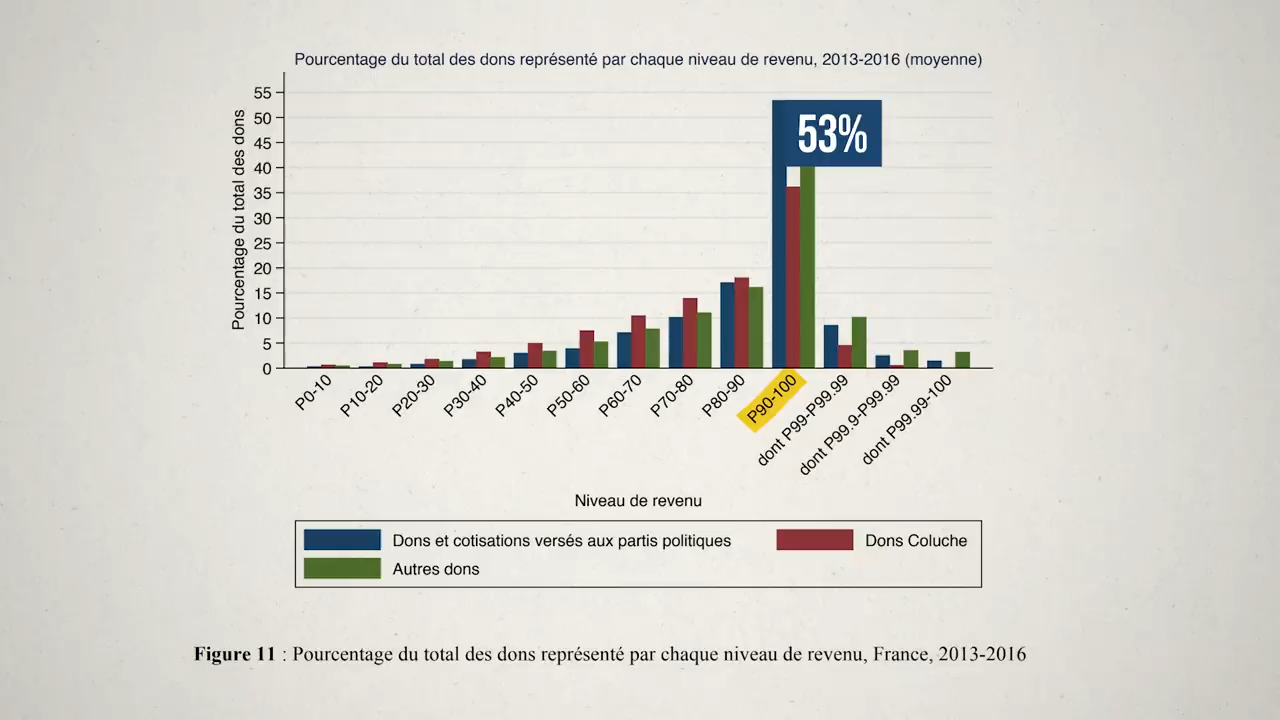 Pourcentage du total des dons représenté par chaque niveau de revenu, 2013-2016 (moyenne)
Pourcentage du total des dons
55
50
45
40
35
30
25
20
15
10
5
0
53%
P0-10
P10-20
P20-30
P30-40
P40-50
P50-60
P60-70
P70-80
P80-90
P90-100
dont P99-P99.99
dont P99.9-P99.99
dont P99.99-100
Niveau de revenu
Dons et cotisations versés aux partis politiques
Dons Coluche
Autres dons
Figure 11 : Pourcentage du total des dons représenté par chaque niveau de revenu, France, 2013-2016